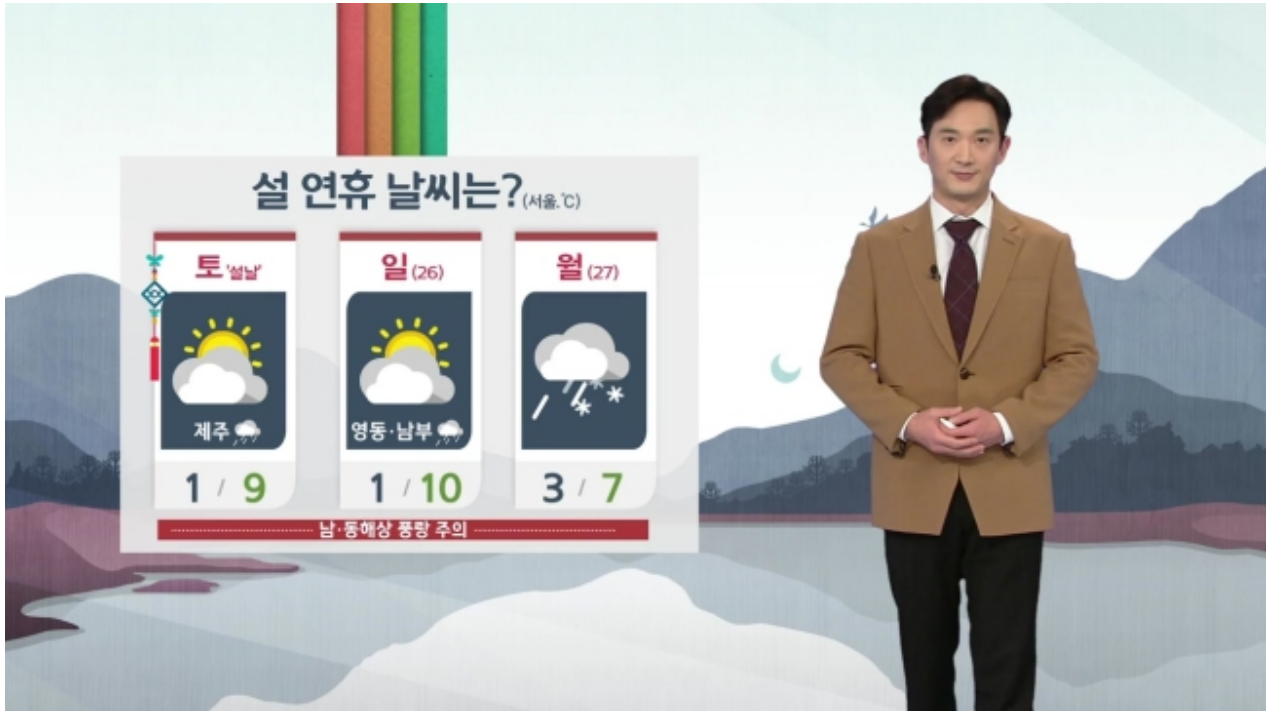 설 연휴 날씨는?(서울.℃)
토 '설날'
제주
1 / 9
일 (26)
영동·남부
1 / 10
월 (27)
3 / 7
남·동해상 풍랑 주의